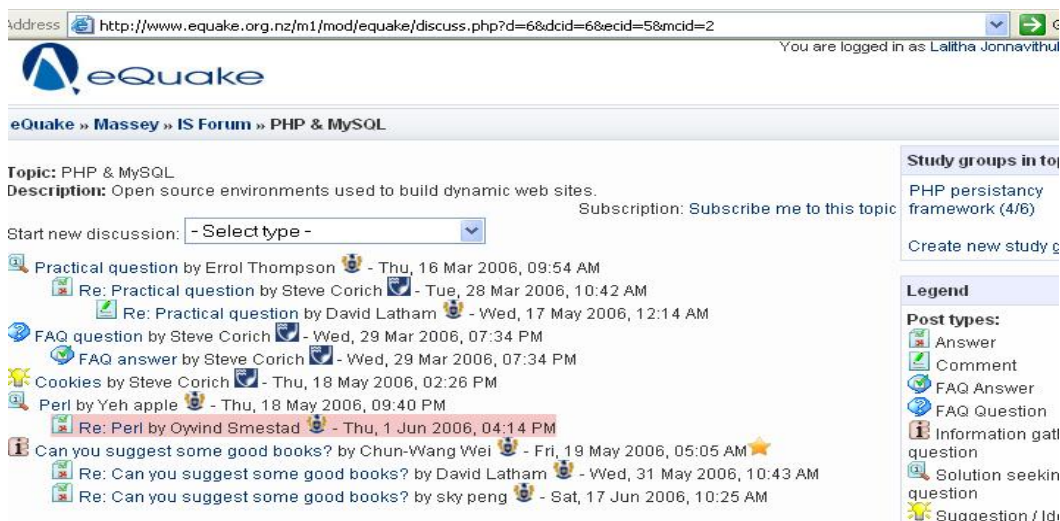 Address http://www.equake.org.nz/m1/mod/equake/discuss.php?d=6&dcid=6&ecid=5&mcid=2
You are logged in as Lalitha
eQuake
eQuake » Massey » IS Forum » PHP & MySQL
Topic: PHP & MySQL
Description: Open source environments used to build dynamic web sites.
Subscription: Subscribe me to this topic
Start new discussion: - Select type -
Practical question by Errol Thompson - Thu, 16 Mar 2006, 09:54 AM
Re: Practical question by Steve Corich - Tue, 28 Mar 2006, 10:42 AM
Re: Practical question by David Latham - Wed, 17 May 2006, 12:14 AM
FAQ question by Steve Corich - Wed, 29 Mar 2006, 07:34 PM
FAQ answer by Steve Corich - Wed, 29 Mar 2006, 07:34 PM
Cookies by Steve Corich - Thu, 18 May 2006, 02:26 PM
Perl by Yeh apple - Thu, 18 May 2006, 09:40 PM
Re: Perl by Oyvind Smestad - Thu, 1 Jun 2006, 04:14 PM
Can you suggest some good books? by Chun-Wang Wei - Fri, 19 May 2006, 05:05 AM
Re: Can you suggest some good books? by David Latham - Wed, 31 May 2006, 10:43 AM
Re: Can you suggest some good books? by sky peng - Sat, 17 Jun 2006, 10:25 AM
Study groups in
PHP persistancy
framework (4/6)
Create new study
Legend
Post types:
Answer
Comment
FAQ Answer
FAQ Question
Information
question
Solution
question
Suggestion /